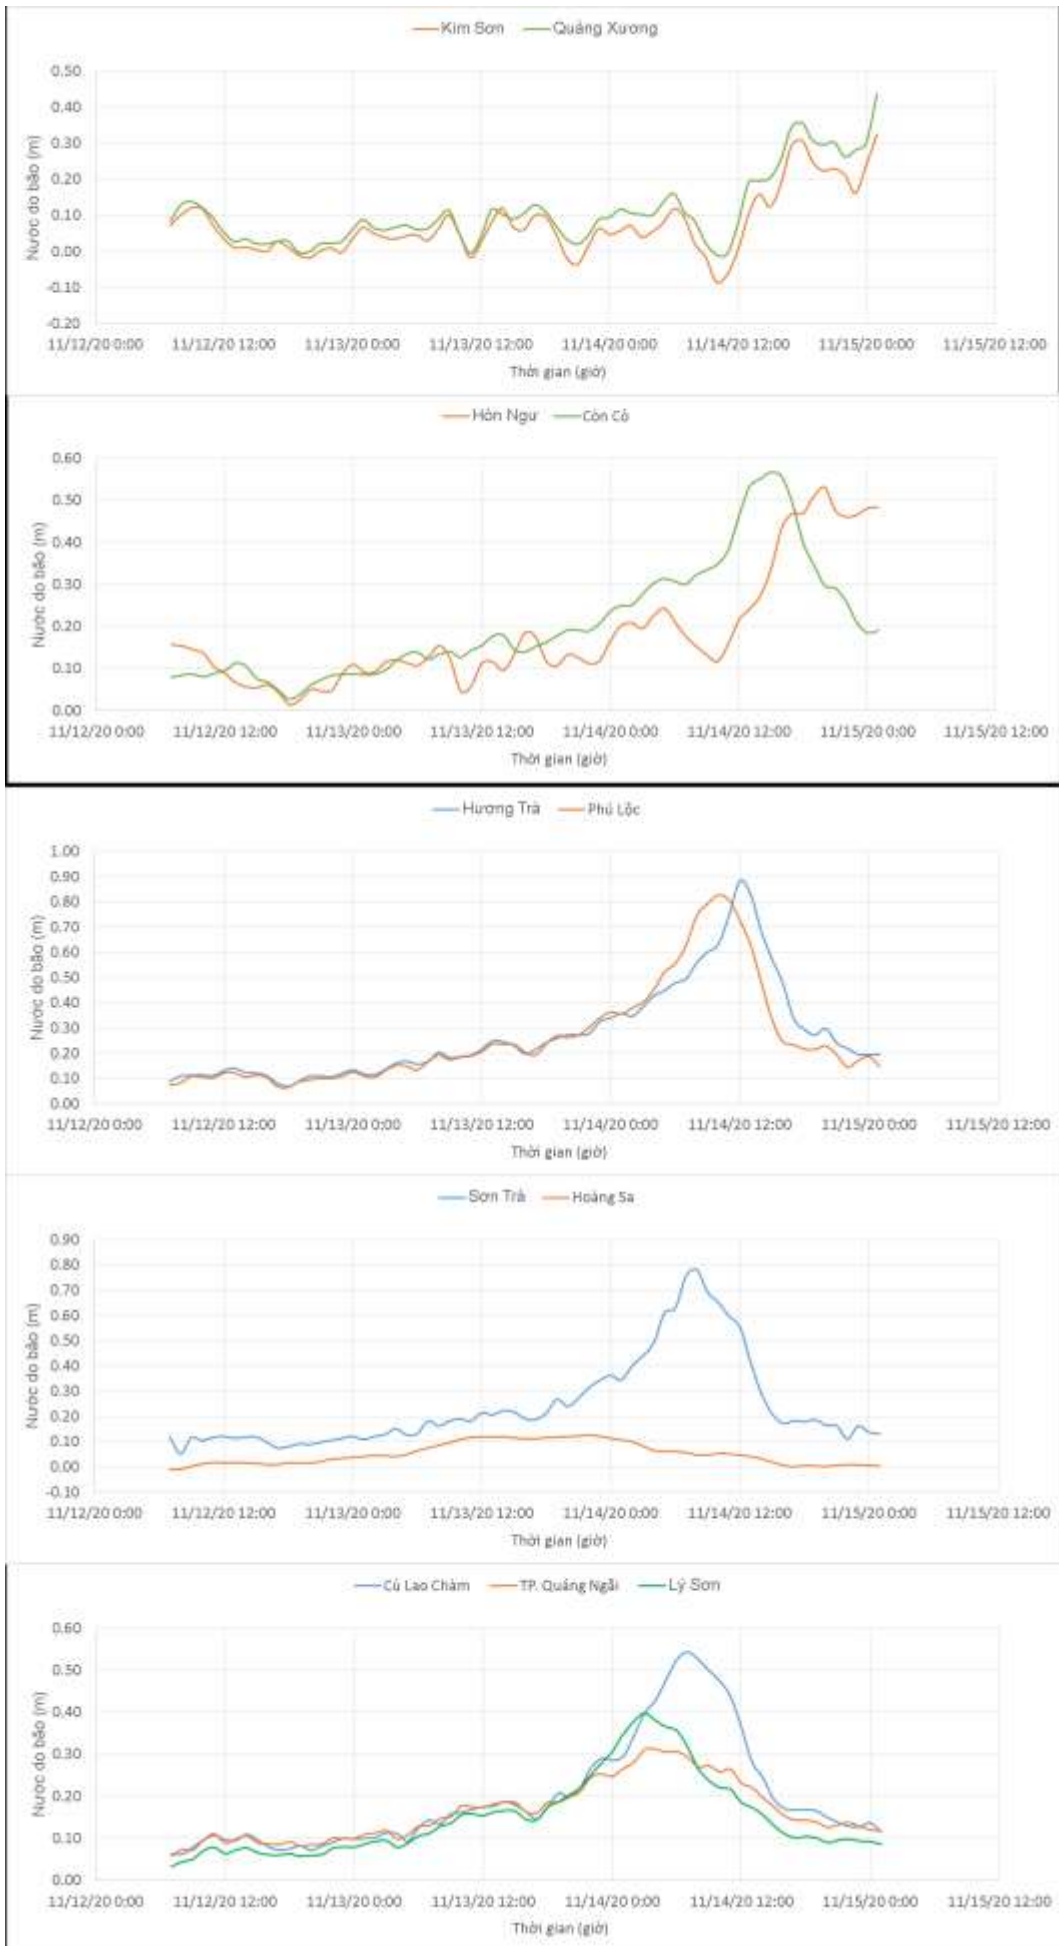 Kim Sơn Quảng Xương
0.50
0.40
0.30
0.20
0.10
0.00
-0.10
-0.20
Nước do bão (m)
11/12/20 0:00 11/12/20 12:00 11/13/20 0:00 11/13/20 12:00 11/14/20 0:00 11/14/20 12:00 11/15/20 0:00 11/15/20 12:00
Thời gian (giờ)
Hòn Ngư Còn Cỏ
0.60
0.50
0.40
0.30
0.20
0.10
0.00
Nước do bão (m)
11/12/20 0:00 11/12/20 12:00 11/13/20 0:00 11/13/20 12:00 11/14/20 0:00 11/14/20 12:00 11/15/20 0:00 11/15/20 12:00
Thời gian (giờ)
Hương Trà Phú Lộc
1.00
0.90
0.80
0.70
0.60
0.50
0.40
0.30
0.20
0.10
0.00
Nước do bão (m)
11/12/20 0:00 11/12/20 12:00 11/13/20 0:00 11/13/20 12:00 11/14/20 0:00 11/14/20 12:00 11/15/20 0:00 11/15/20 12:00
Thời gian (giờ)
Sơn Trà Hoàng Sa
0.90
0.80
0.70
0.60
0.50
0.40
0.30
0.20
0.10
0.00
-0.10
Nước do bão (m)
11/12/20 0:00 11/12/20 12:00 11/13/20 0:00 11/13/20 12:00 11/14/20 0:00 11/14/20 12:00 11/15/20 0:00 11/15/20 12:00
Thời gian (giờ)
Cù Lao Chàm TP. Quảng Ngãi Lý Sơn
0.60
0.50
0.40
0.30
0.20
0.10
0.00
Nước do bão (m)
11/12/20 0:00 11/12/20 12:00 11/13/20 0:00 11/13/20 12:00 11/14/20 0:00 11/14/20 12:00 11/15/20 0:00 11/15/20 12:00
Thời gian (giờ)